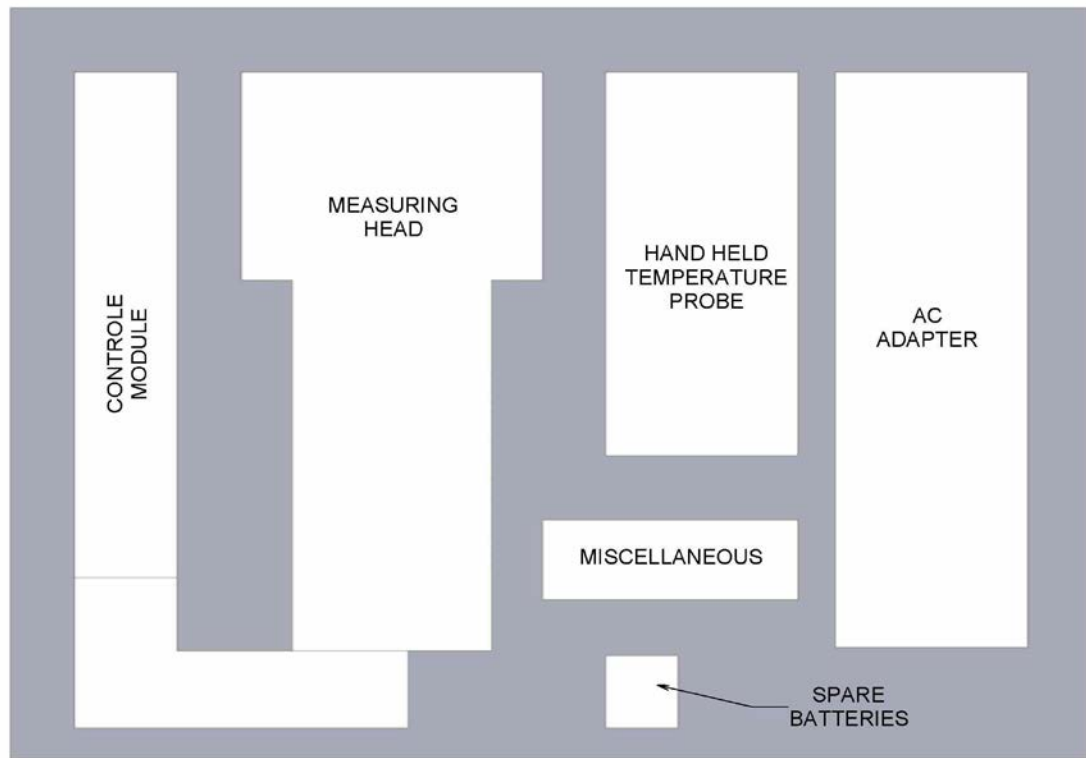 CONTROLE
MODULE
MEASURING
HEAD
HAND HELD
TEMPERATURE
PROBE
AC
ADAPTER
MISCELLANEOUS
SPARE
BATTERIES